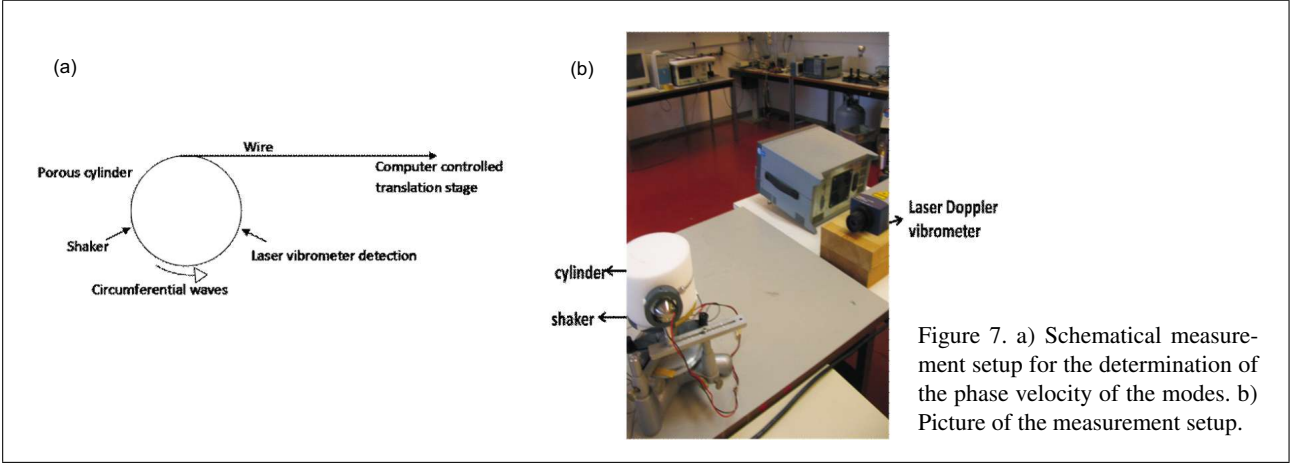 (a)
Wire
Computer controlled
translation stage
Porous cylinder
Shaker
Laser vibrometer detection
Circumferential waves
(b)
Laser Doppler
vibrometer
cylinder
shaker
Figure 7. a) Schematical measure-
ment setup for the determination of
the phase velocity of the modes. b)
Picture of the measurement setup.